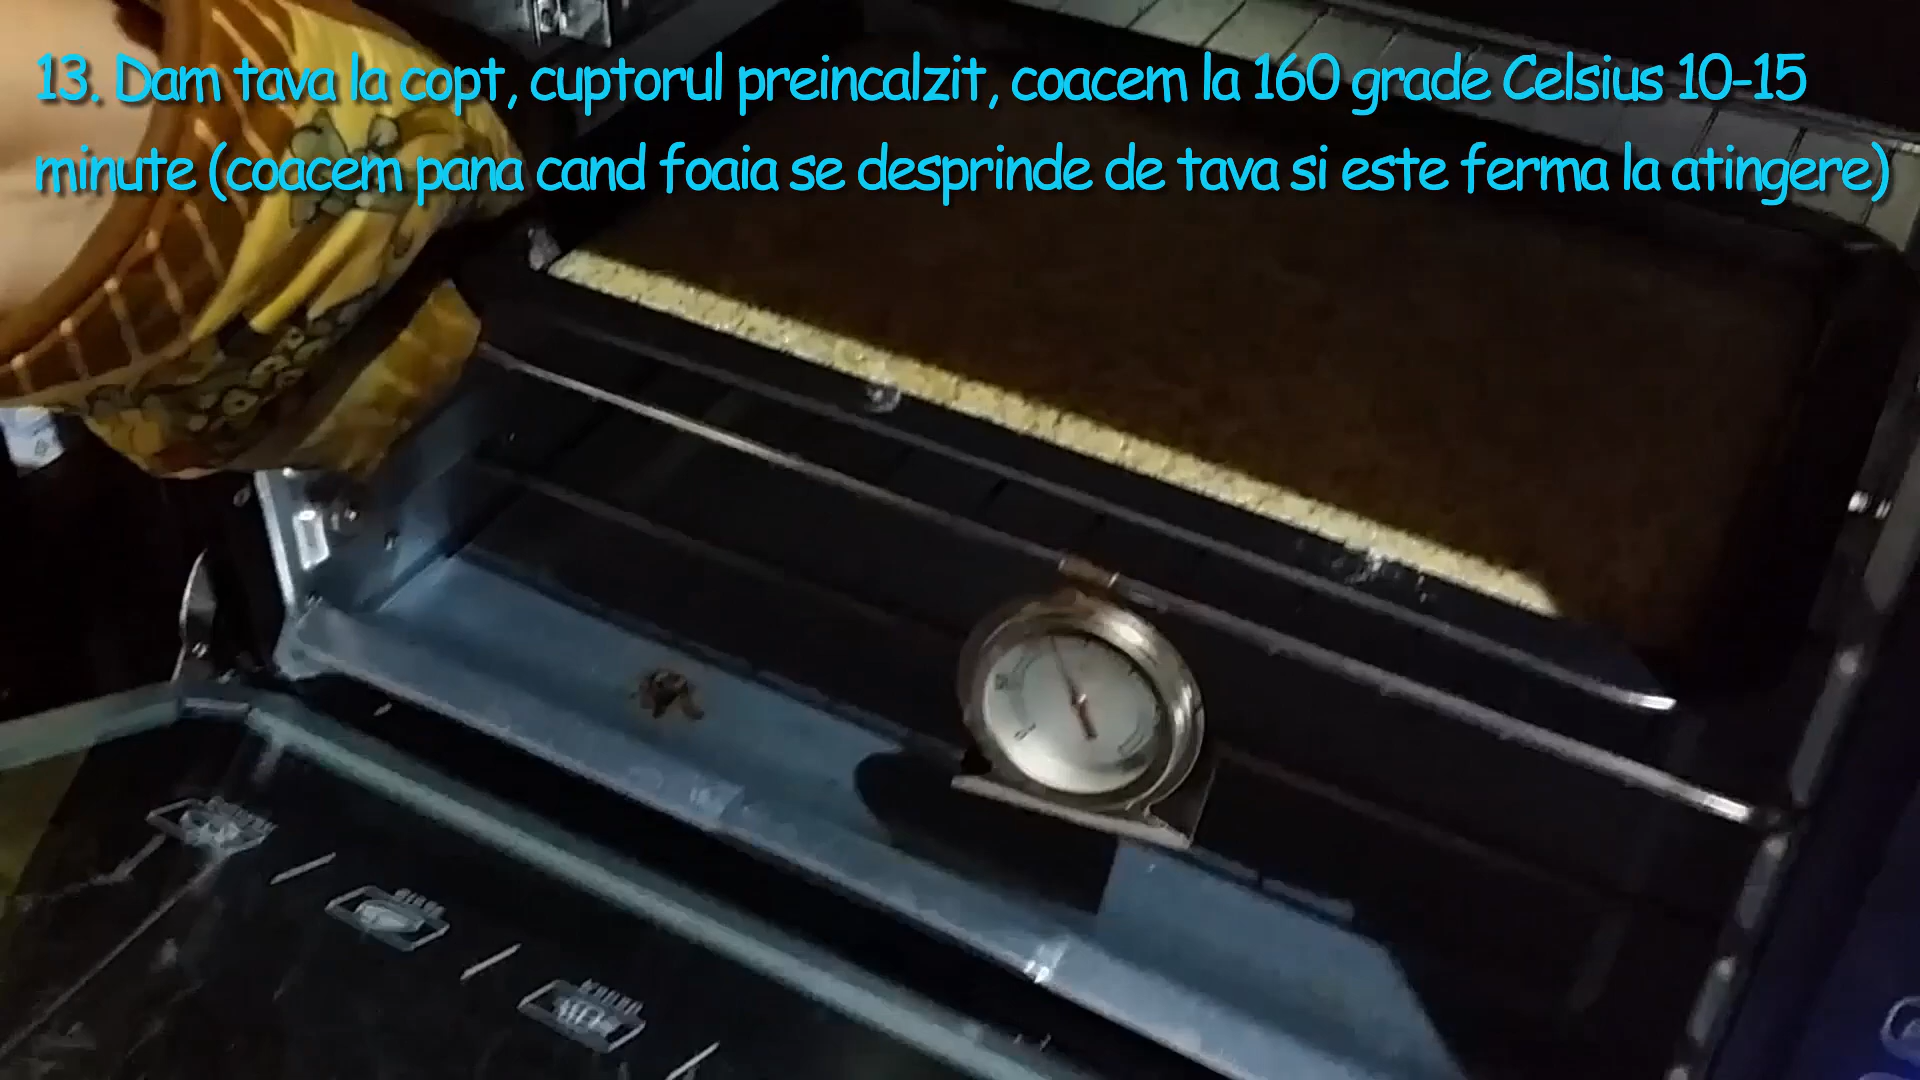 13. Dam tava la copt, cuptorul preincalzit, coacem la 160 grade Celsius 10-15
minute (coacem pana cand foaia se desprinde de tava si este ferma la atingere)